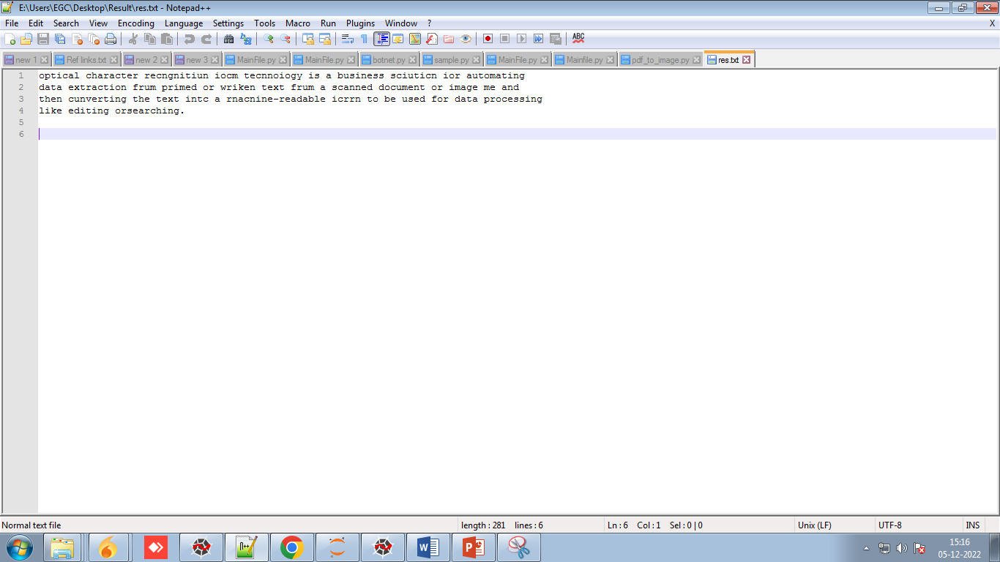 E:\Users\EGC\Desktop\Result\res.txt - Notepad++
File Edit Search View Encoding Language Settings Tools Macro Run Plugins Window ? X
ABC
new 1 Ref links.txt new 2 new 3 MainFile.py MainFile.py botnet.py sample.py MainFile.py Mainfile.py pdf_to_image.py res.txt
1 optical character recngnitiun iocm tecnnoiogy is a business sciuticn ior automating
2 data extraction frum primed or wriken text frum a scanned document or image me and
3 then cunverting the text intc a rnacnine-readable icrrn to be used for data processing
4 like editing orsearching.
5
6
Normal text file length : 281 lines : 6 Ln : 6 Col : 1 Sel : 0 | 0 Unix (LF) UTF-8 INS
15:16
05-12-2022